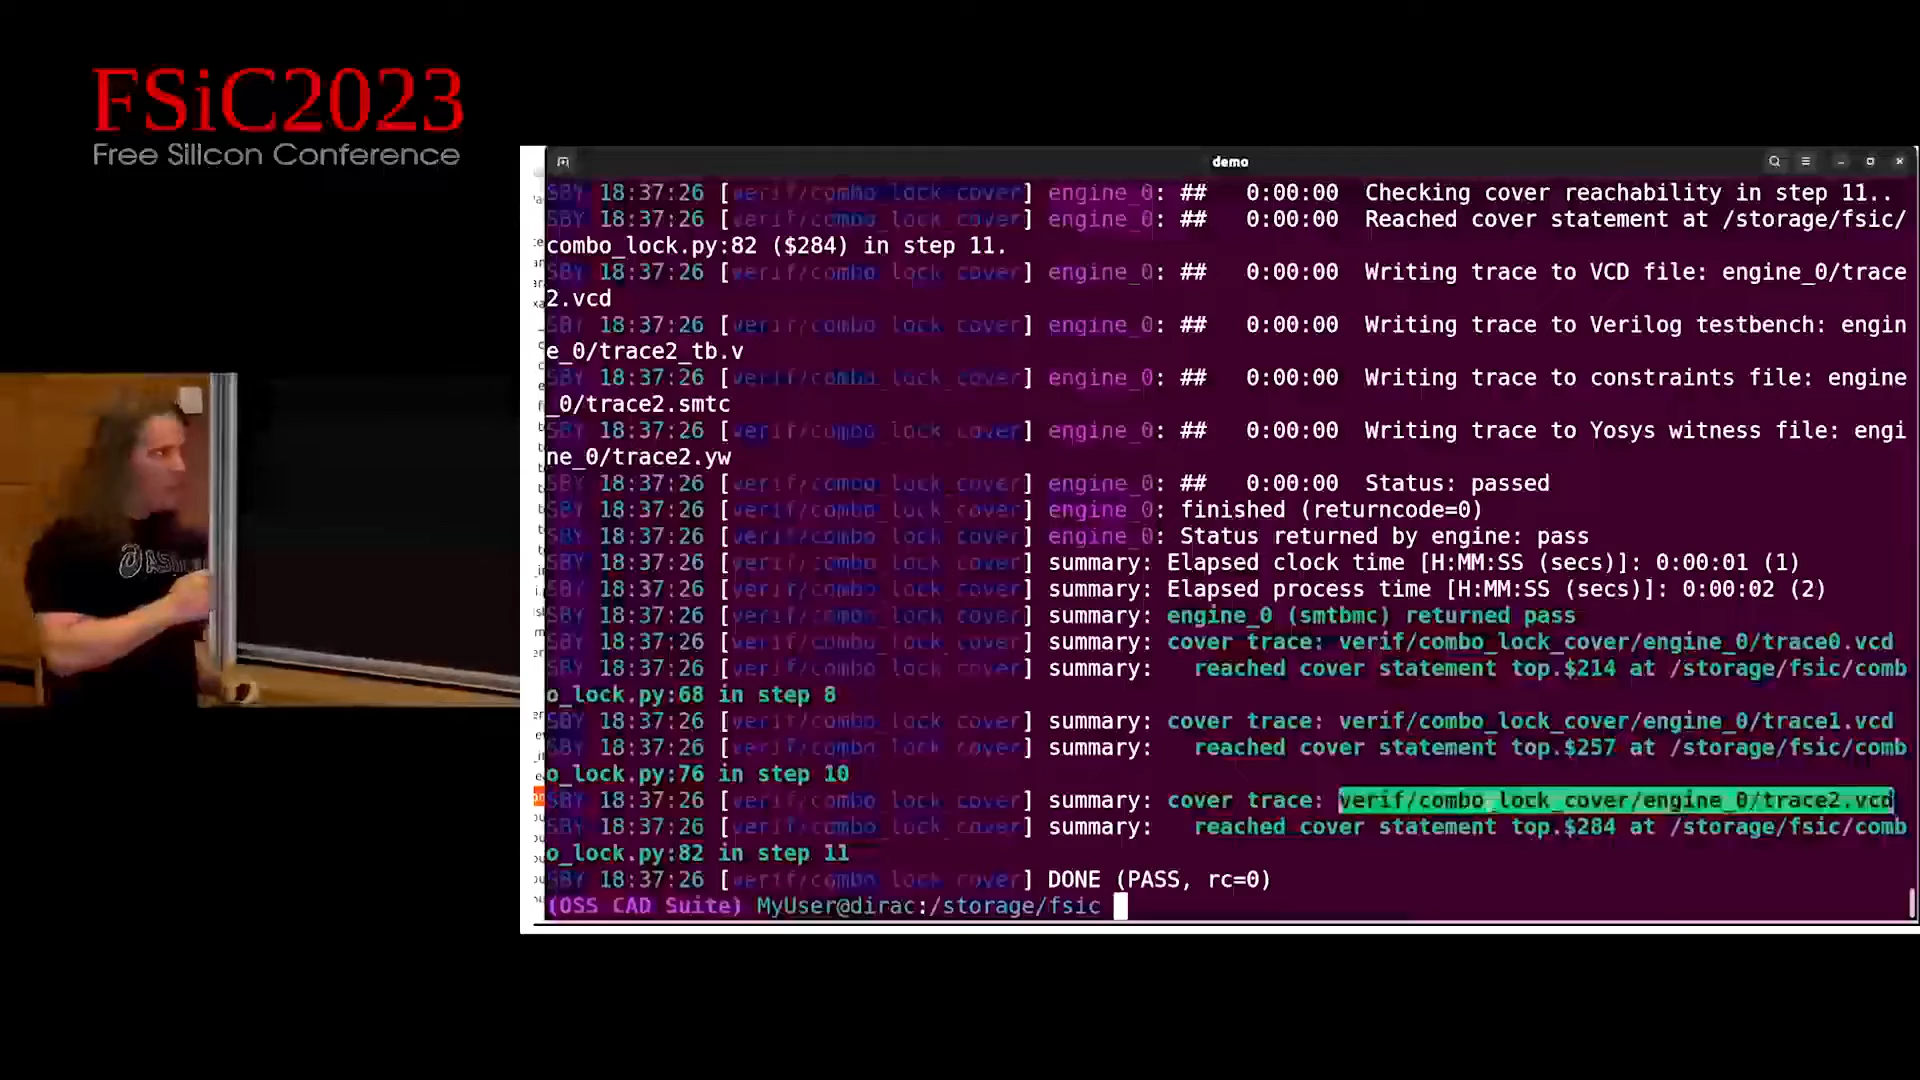 FSiC2023
Free Silicon Conference
demo
SBY 18:37:26 [verif/combo_lock_cover] engine_0: ##   0:00:00  Checking cover reachability in step 11..
SBY 18:37:26 [verif/combo_lock_cover] engine_0: ##   0:00:00  Reached cover statement at /storage/fsic/
combo_lock.py:82 ($284) in step 11.
SBY 18:37:26 [verif/combo_lock_cover] engine_0: ##   0:00:00  Writing trace to VCD file: engine_0/trace
2.vcd
SBY 18:37:26 [verif/combo_lock_cover] engine_0: ##   0:00:00  Writing trace to Verilog testbench: engin
e_0/trace2_tb.v
SBY 18:37:26 [verif/combo_lock_cover] engine_0: ##   0:00:00  Writing trace to constraints file: engine
_0/trace2.smtc
SBY 18:37:26 [verif/combo_lock_cover] engine_0: ##   0:00:00  Writing trace to Yosys witness file: engi
ne_0/trace2.yw
SBY 18:37:26 [verif/combo_lock_cover] engine_0: ##   0:00:00  Status: passed
SBY 18:37:26 [verif/combo_lock_cover] engine_0: finished (returncode=0)
SBY 18:37:26 [verif/combo_lock_cover] engine_0: Status returned by engine: pass
SBY 18:37:26 [verif/combo_lock_cover] summary: Elapsed clock time [H:MM:SS (secs)]: 0:00:01 (1)
SBY 18:37:26 [verif/combo_lock_cover] summary: Elapsed process time [H:MM:SS (secs)]: 0:00:02 (2)
SBY 18:37:26 [verif/combo_lock_cover] summary: engine_0 (smtbmc) returned pass
SBY 18:37:26 [verif/combo_lock_cover] summary: cover trace: verif/combo_lock_cover/engine_0/trace0.vcd
SBY 18:37:26 [verif/combo_lock_cover] summary:   reached cover statement top.$214 at /storage/fsic/comb
o_lock.py:68 in step 8
SBY 18:37:26 [verif/combo_lock_cover] summary: cover trace: verif/combo_lock_cover/engine_0/trace1.vcd
SBY 18:37:26 [verif/combo_lock_cover] summary:   reached cover statement top.$257 at /storage/fsic/comb
o_lock.py:76 in step 10
SBY 18:37:26 [verif/combo_lock_cover] summary: cover trace: verif/combo_lock_cover/engine_0/trace2.vcd
SBY 18:37:26 [verif/combo_lock_cover] summary:   reached cover statement top.$284 at /storage/fsic/comb
o_lock.py:82 in step 11
SBY 18:37:26 [verif/combo_lock_cover] DONE (PASS, rc=0)
(OSS CAD Suite) MyUser@dirac:/storage/fsic